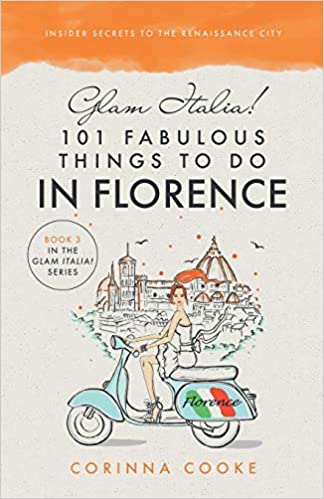 INSIDER SECRETS TO THE RENAISSANCE CITY
Glam Italia!
101 FABULOUS
THINGS TO DO
IN FLORENCE
BOOK 3
IN THE
GLAM ITALIA!
SERIES
Florence
CORINNA COOKE